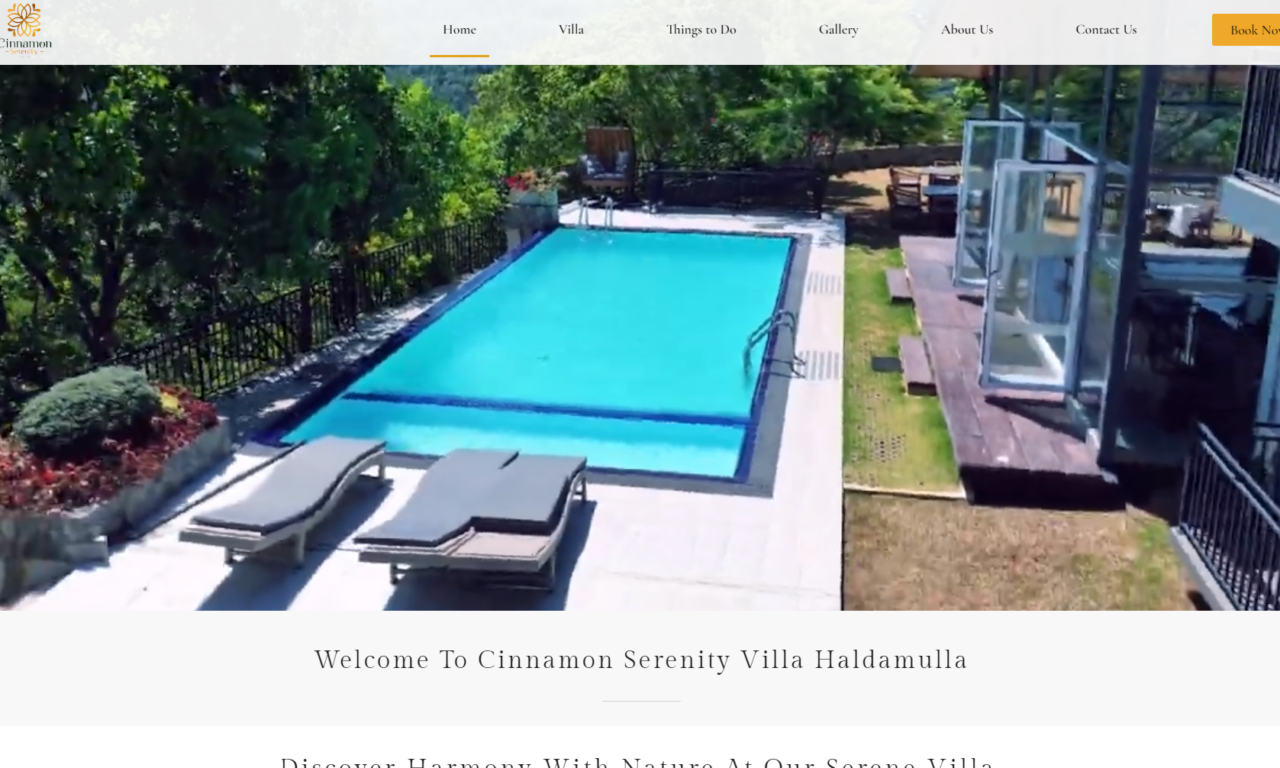 Cinnamon
Serenity
Home
Villa
Things to Do
Gallery
About Us
Contact Us
Book Nov
Welcome To Cinnamon Serenity Villa Haldamulla
Discover Harmony With Nature At Our Serene Villa